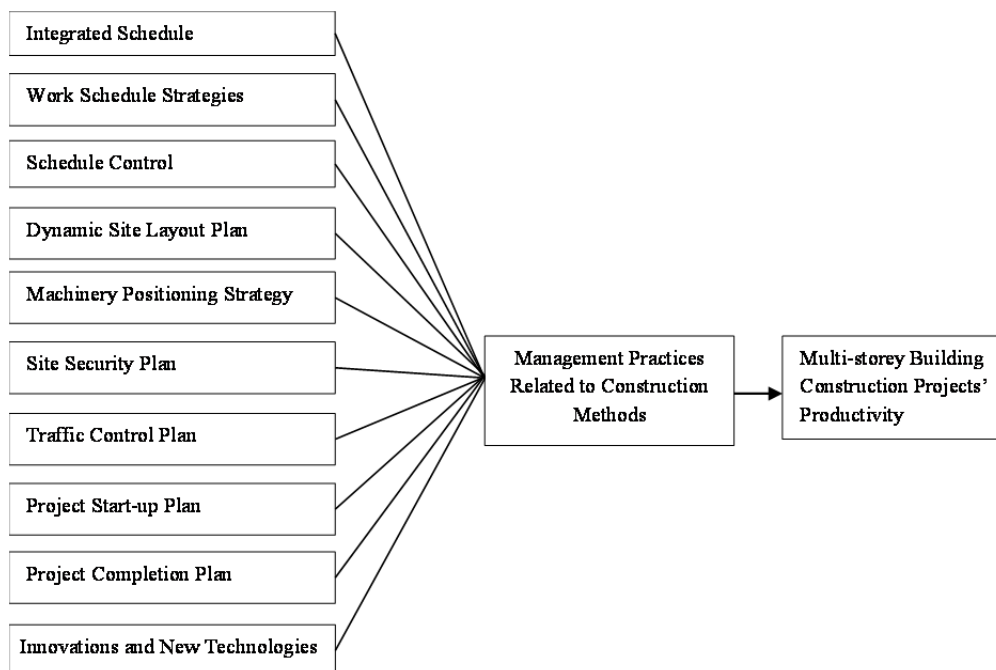 Integrated Schedule
Work Schedule Strategies
Schedule Control
Dynamic Site Layout Plan
Machinery Positioning Strategy
Site Security Plan
Traffic Control Plan
Project Start-up Plan
Project Completion Plan
Innovations and New Technologies
Management Practices
Related to Construction
Methods
Multi-storey Building
Construction Projects’
Productivity